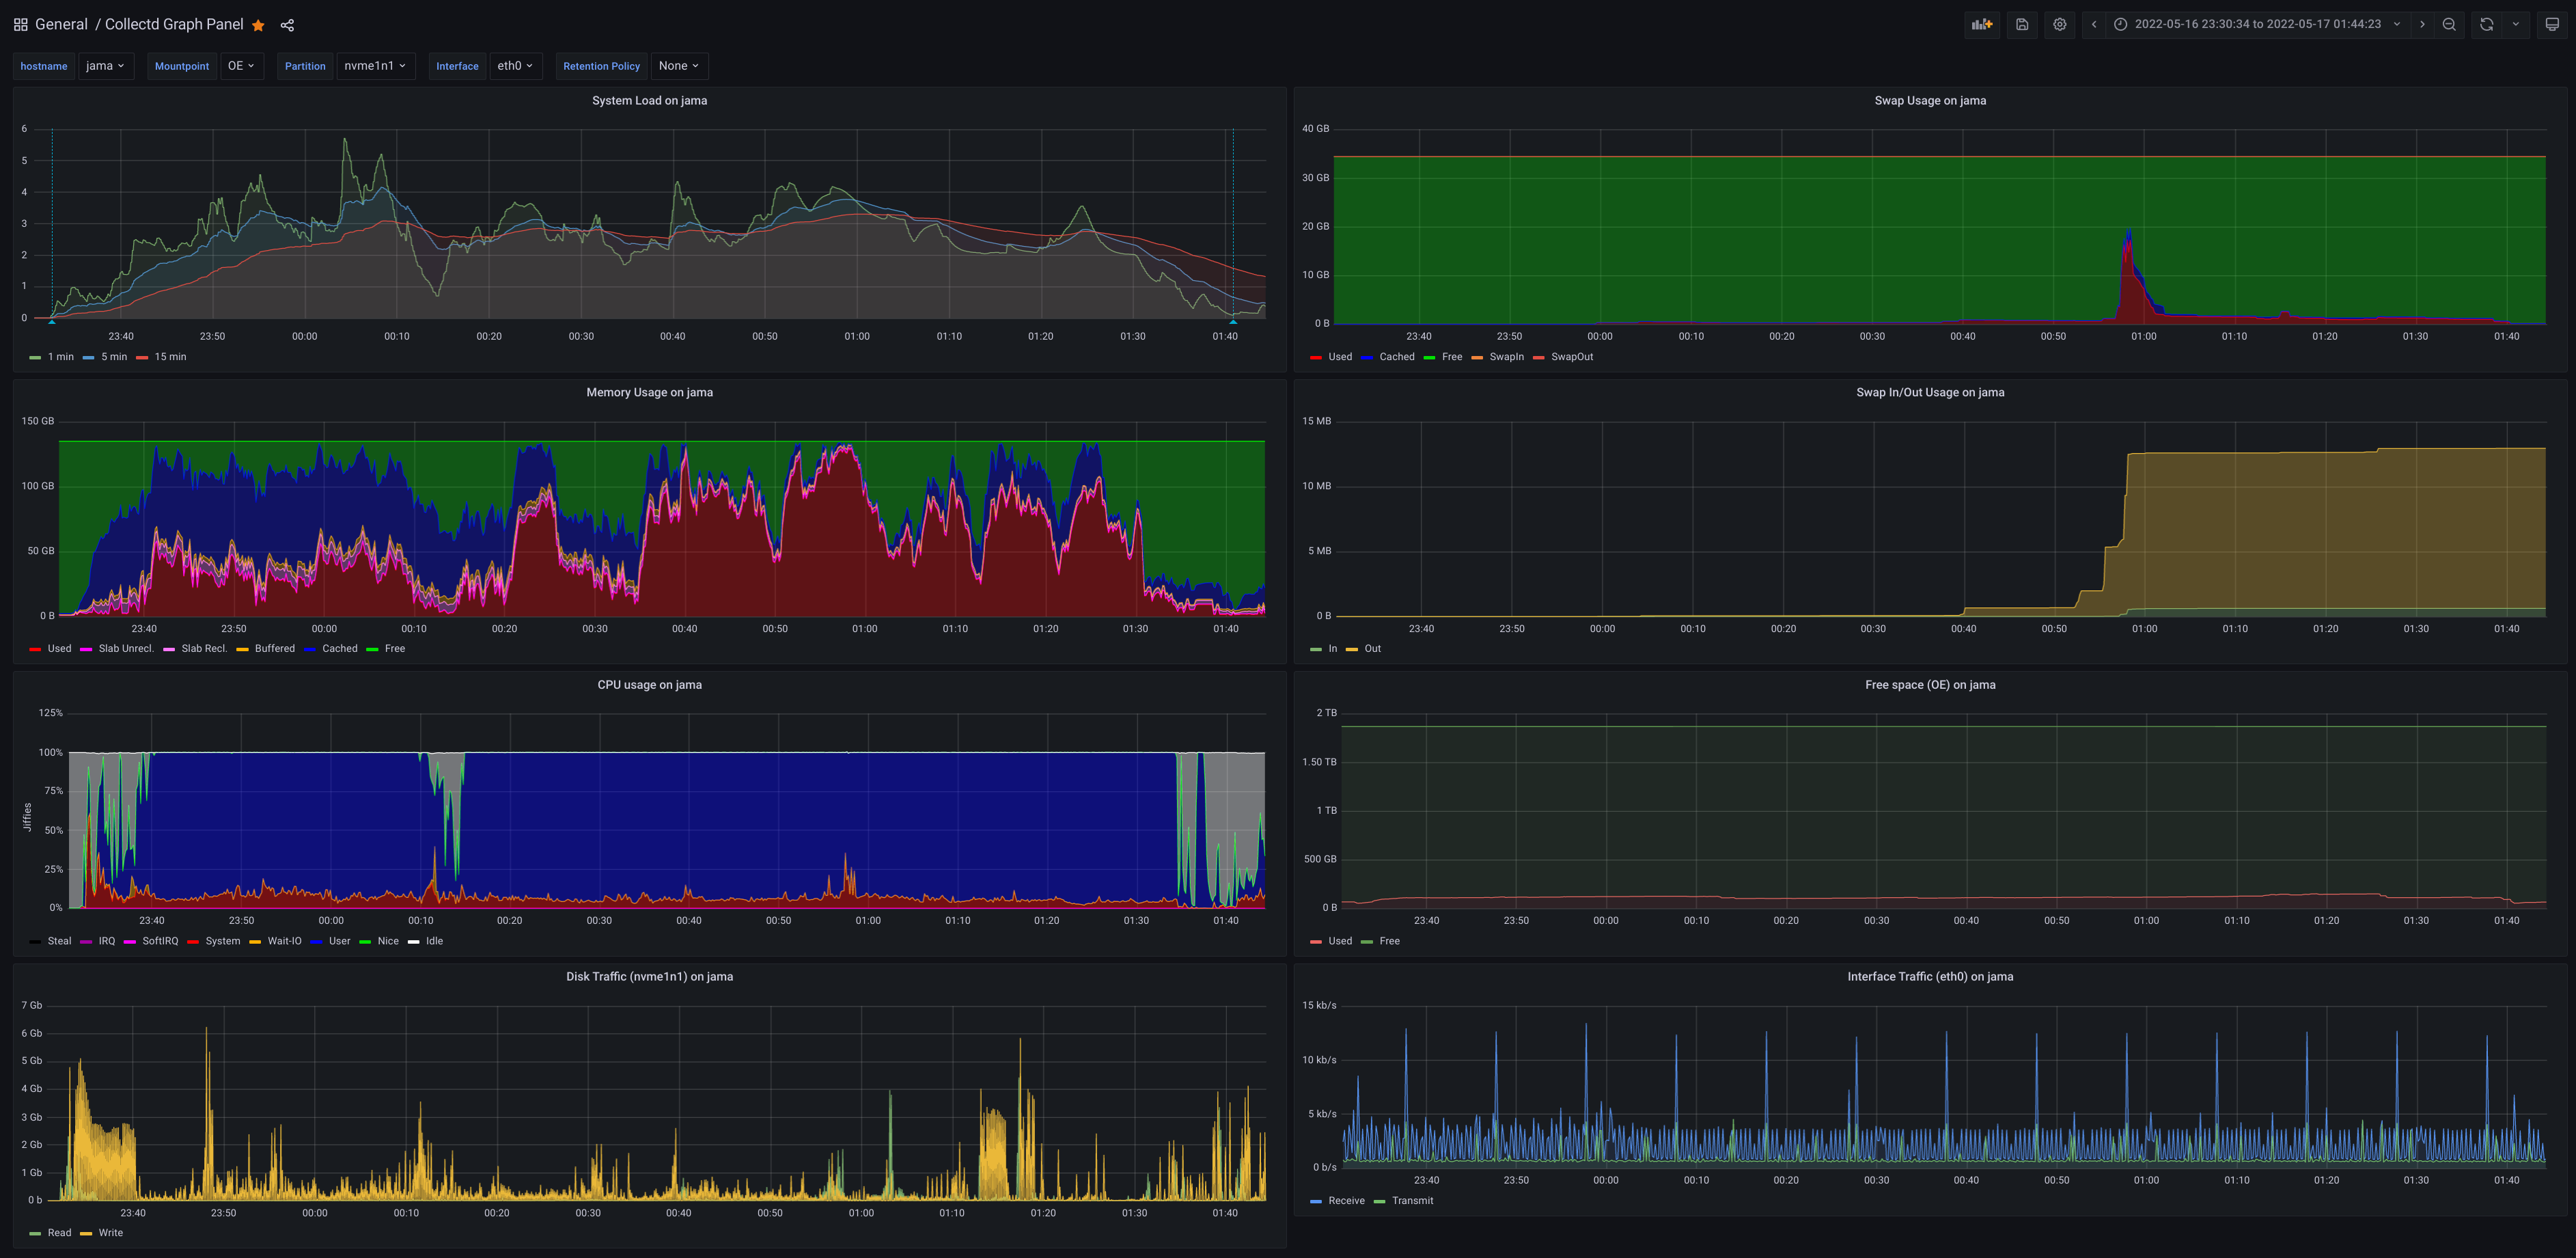 General / Collectd Graph Panel
2022-05-16 23:30:34 to 2022-05-17 01:44:23
hostname jama Mountpoint OE Partition nvme1n1 Interface eth0 Retention Policy None
System Load on jama
6
5
4
3
2
1
0
23:40 23:50 00:00 00:10 00:20 00:30 00:40 00:50 01:00 01:10 01:20 01:30 01:40
1 min 5 min 15 min
Swap Usage on jama
40 GB
30 GB
20 GB
10 GB
0 B
23:40 23:50 00:00 00:10 00:20 00:30 00:40 00:50 01:00 01:10 01:20 01:30 01:40
Used Cached Free SwapIn SwapOut
Memory Usage on jama
150 GB
100 GB
50 GB
0 B
23:40 23:50 00:00 00:10 00:20 00:30 00:40 00:50 01:00 01:10 01:20 01:30 01:40
Used Slab Unrecl. Slab Recl. Buffered Cached Free
Swap In/Out Usage on jama
15 MB
10 MB
5 MB
0 B
23:40 23:50 00:00 00:10 00:20 00:30 00:40 00:50 01:00 01:10 01:20 01:30 01:40
In Out
CPU usage on jama
Jiffies
125%
100%
75%
50%
25%
0%
23:40 23:50 00:00 00:10 00:20 00:30 00:40 00:50 01:00 01:10 01:20 01:30 01:40
Steal IRQ SoftIRQ System Wait-IO User Nice Idle
Free space (OE) on jama
2 TB
1.50 TB
1 TB
500 GB
0 B
23:40 23:50 00:00 00:10 00:20 00:30 00:40 00:50 01:00 01:10 01:20 01:30 01:40
Used Free
Disk Traffic (nvme1n1) on jama
7 Gb
6 Gb
5 Gb
4 Gb
3 Gb
2 Gb
1 Gb
0 b
23:40 23:50 00:00 00:10 00:20 00:30 00:40 00:50 01:00 01:10 01:20 01:30 01:40
Read Write
Interface Traffic (eth0) on jama
15 kb/s
10 kb/s
5 kb/s
0 b/s
23:40 23:50 00:00 00:10 00:20 00:30 00:40 00:50 01:00 01:10 01:20 01:30 01:40
Receive Transmit